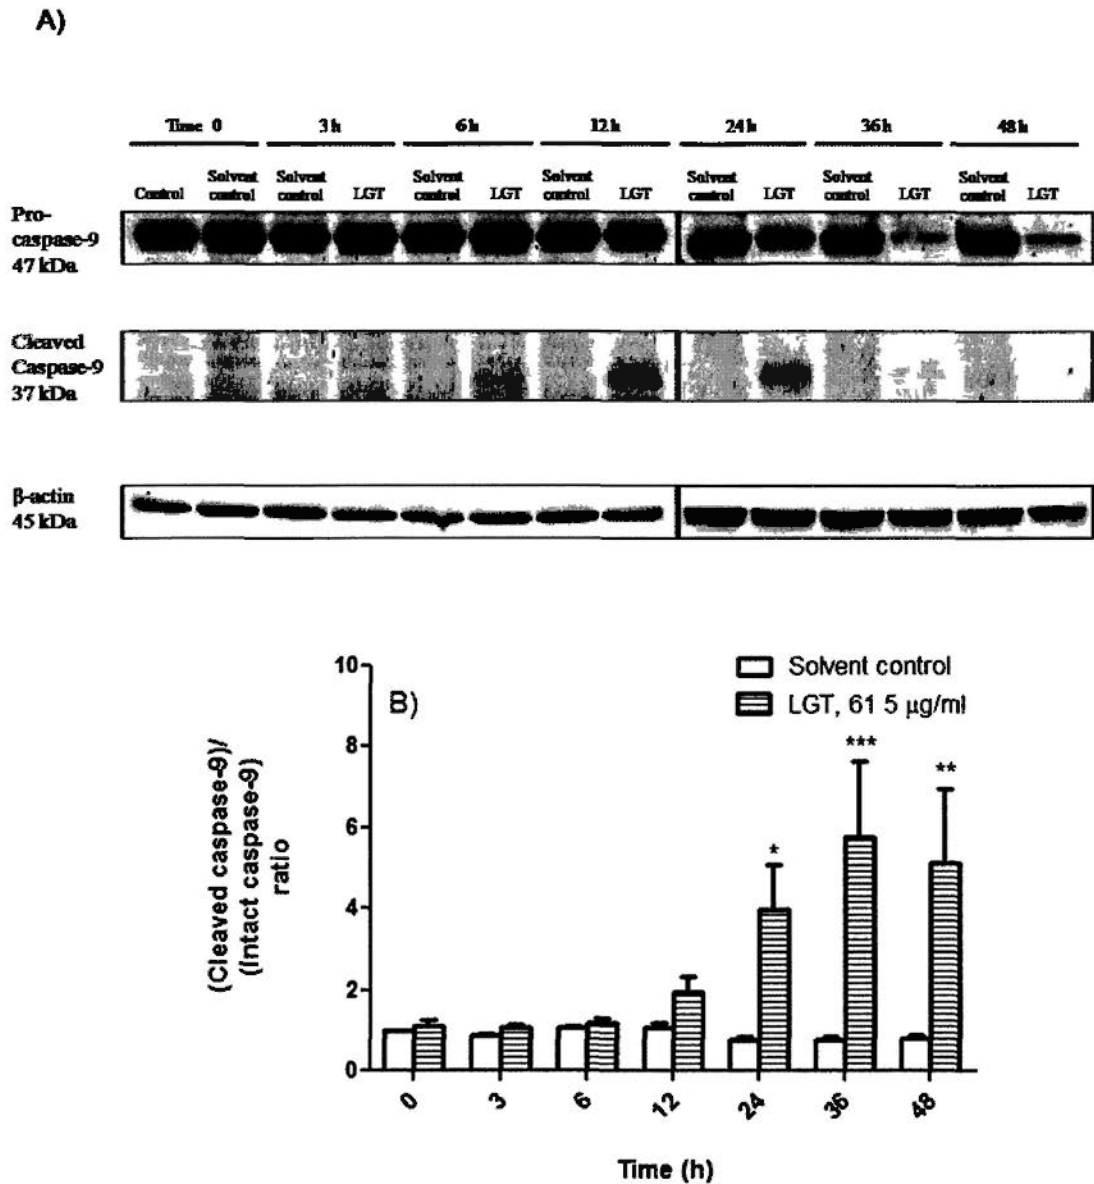 A)
Time 0 3 h 6 h 12 h 24 h 36 h 48 h
Control Solvent control Solvent control LGT Solvent control LGT Solvent control LGT Solvent control LGT Solvent control LGT Solvent control LGT
Pro-
caspase-9
47 kDa
Cleaved
Caspase-9
37 kDa
β-actin
45 kDa
B)
Solvent control
LGT, 61 5 μg/ml
10
8
6
4
2
0
(Cleaved caspase-9)/
(Intact caspase-9)
ratio
* *** **
0 3 6 12 24 36 48
Time (h)